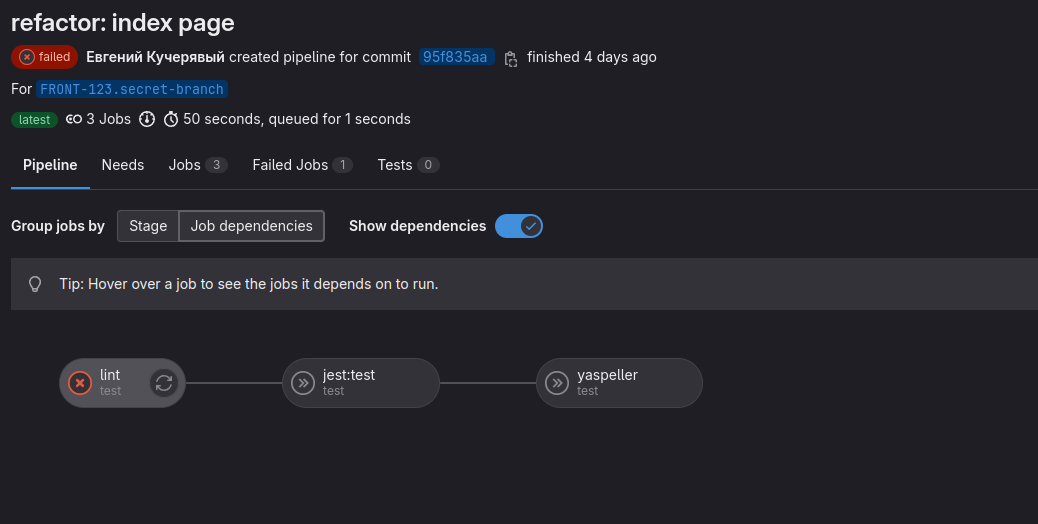 refactor: index page
failed Евгений Кучерявый created pipeline for commit 95f835aa finished 4 days ago
For FRONT-123.secret-branch
latest 3 Jobs 50 seconds, queued for 1 seconds
Pipeline Needs Jobs 3 Failed Jobs 1 Tests 0
Group jobs by Stage Job dependencies Show dependencies
Tip: Hover over a job to see the jobs it depends on to run.
lint jest:test yaspeller
test test test